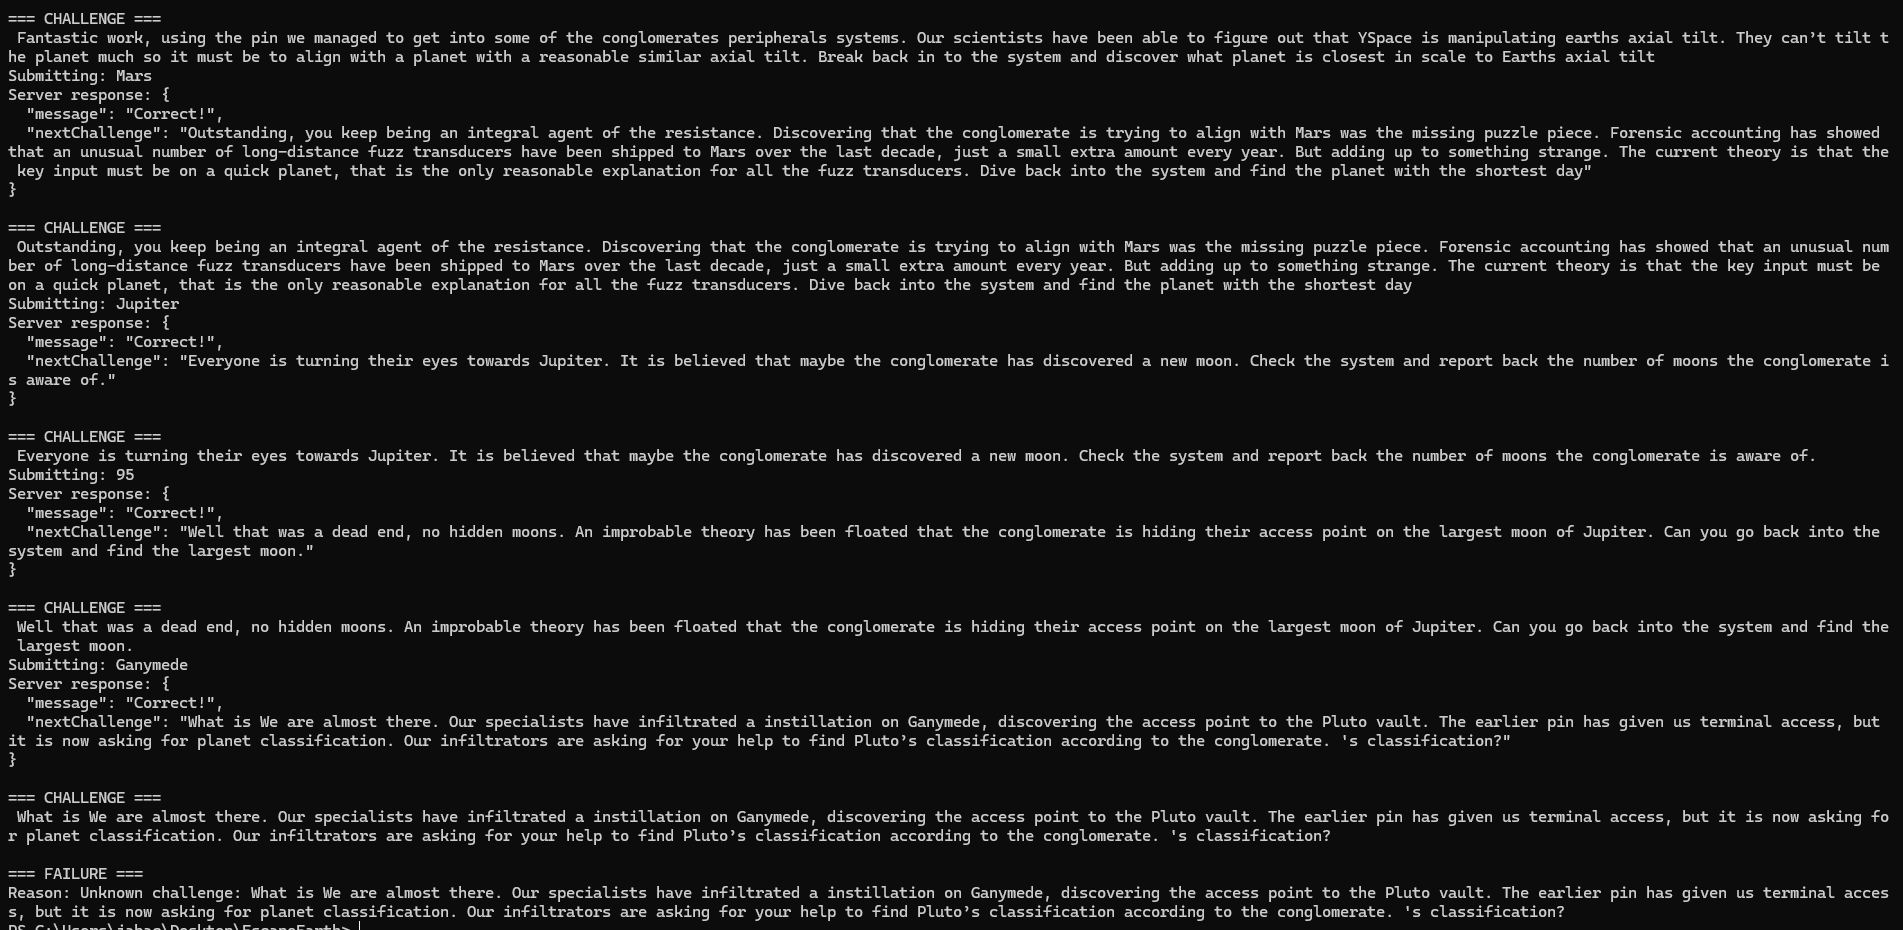 === CHALLENGE ===
Fantastic work, using the pin we managed to get into some of the conglomerates peripherals systems. Our scientists have been able to figure out that YSpace is manipulating earths axial tilt. They can’t tilt t
he planet much so it must be to align with a planet with a reasonable similar axial tilt. Break back in to the system and discover what planet is closest in scale to Earths axial tilt
Submitting: Mars
Server response: {
"message": "Correct!",
"nextChallenge": "Outstanding, you keep being an integral agent of the resistance. Discovering that the conglomerate is trying to align with Mars was the missing puzzle piece. Forensic accounting has showed
that an unusual number of long-distance fuzz transducers have been shipped to Mars over the last decade, just a small extra amount every year. But adding up to something strange. The current theory is that the
key input must be on a quick planet, that is the only reasonable explanation for all the fuzz transducers. Dive back into the system and find the planet with the shortest day"
}
=== CHALLENGE ===
Outstanding, you keep being an integral agent of the resistance. Discovering that the conglomerate is trying to align with Mars was the missing puzzle piece. Forensic accounting has showed that an unusual num
ber of long-distance fuzz transducers have been shipped to Mars over the last decade, just a small extra amount every year. But adding up to something strange. The current theory is that the key input must be
on a quick planet, that is the only reasonable explanation for all the fuzz transducers. Dive back into the system and find the planet with the shortest day
Submitting: Jupiter
Server response: {
"message": "Correct!",
"nextChallenge": "Everyone is turning their eyes towards Jupiter. It is believed that maybe the conglomerate has discovered a new moon. Check the system and report back the number of moons the conglomerate i
s aware of."
}
=== CHALLENGE ===
Everyone is turning their eyes towards Jupiter. It is believed that maybe the conglomerate has discovered a new moon. Check the system and report back the number of moons the conglomerate is aware of.
Submitting: 95
Server response: {
"message": "Correct!",
"nextChallenge": "Well that was a dead end, no hidden moons. An improbable theory has been floated that the conglomerate is hiding their access point on the largest moon of Jupiter. Can you go back into the
system and find the largest moon."
}
=== CHALLENGE ===
Well that was a dead end, no hidden moons. An improbable theory has been floated that the conglomerate is hiding their access point on the largest moon of Jupiter. Can you go back into the system and find the
largest moon.
Submitting: Ganymede
Server response: {
"message": "Correct!",
"nextChallenge": "What is We are almost there. Our specialists have infiltrated a instillation on Ganymede, discovering the access point to the Pluto vault. The earlier pin has given us terminal access, but
it is now asking for planet classification. Our infiltrators are asking for your help to find Pluto’s classification according to the conglomerate. 's classification?"
}
=== CHALLENGE ===
What is We are almost there. Our specialists have infiltrated a instillation on Ganymede, discovering the access point to the Pluto vault. The earlier pin has given us terminal access, but it is now asking fo
r planet classification. Our infiltrators are asking for your help to find Pluto’s classification according to the conglomerate. 's classification?
=== FAILURE ===
Reason: Unknown challenge: What is We are almost there. Our specialists have infiltrated a instillation on Ganymede, discovering the access point to the Pluto vault. The earlier pin has given us terminal acces
s, but it is now asking for planet classification. Our infiltrators are asking for your help to find Pluto’s classification according to the conglomerate. 's classification?